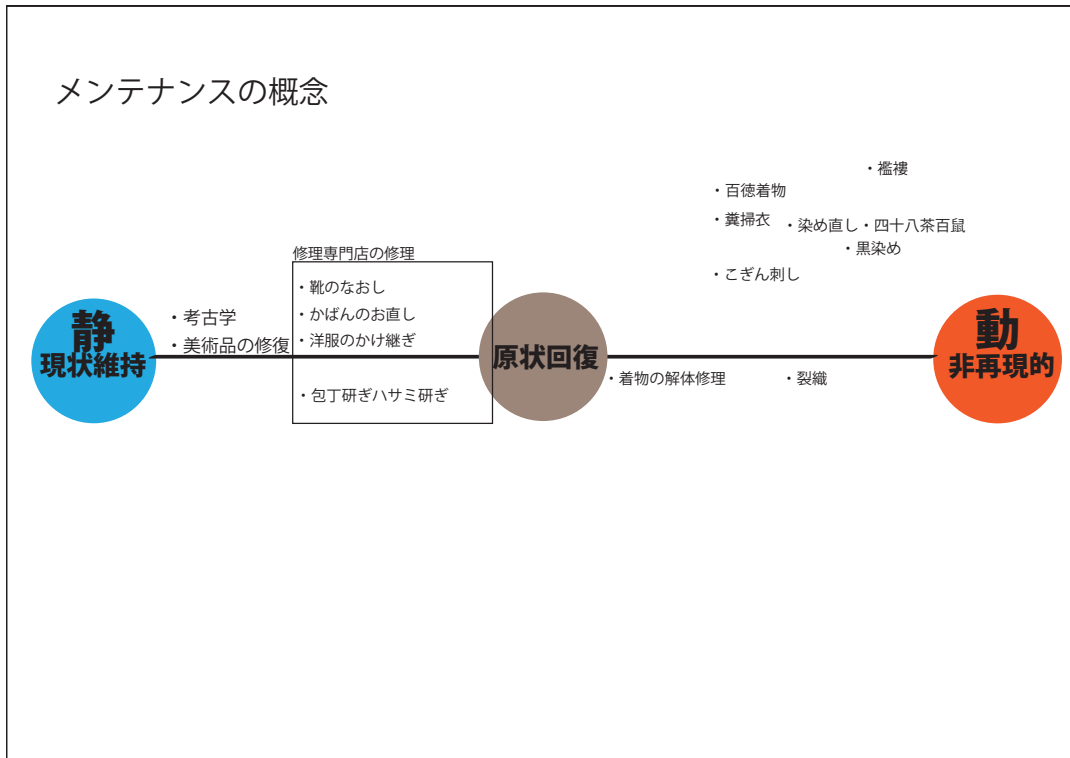 メンテナンスの概念
・襤褸
・百徳着物
・糞掃衣
・染め直し・四十八茶百鼠
・黒染め
・こぎん刺し
修理専門店の修理
・靴のなおし
・かばんのお直し
・洋服のかけ継ぎ
・包丁研ぎハサミ研ぎ
・考古学
・美術品の修復
静
現状維持
原状回復
・着物の解体修理
・裂織
動
非再現的